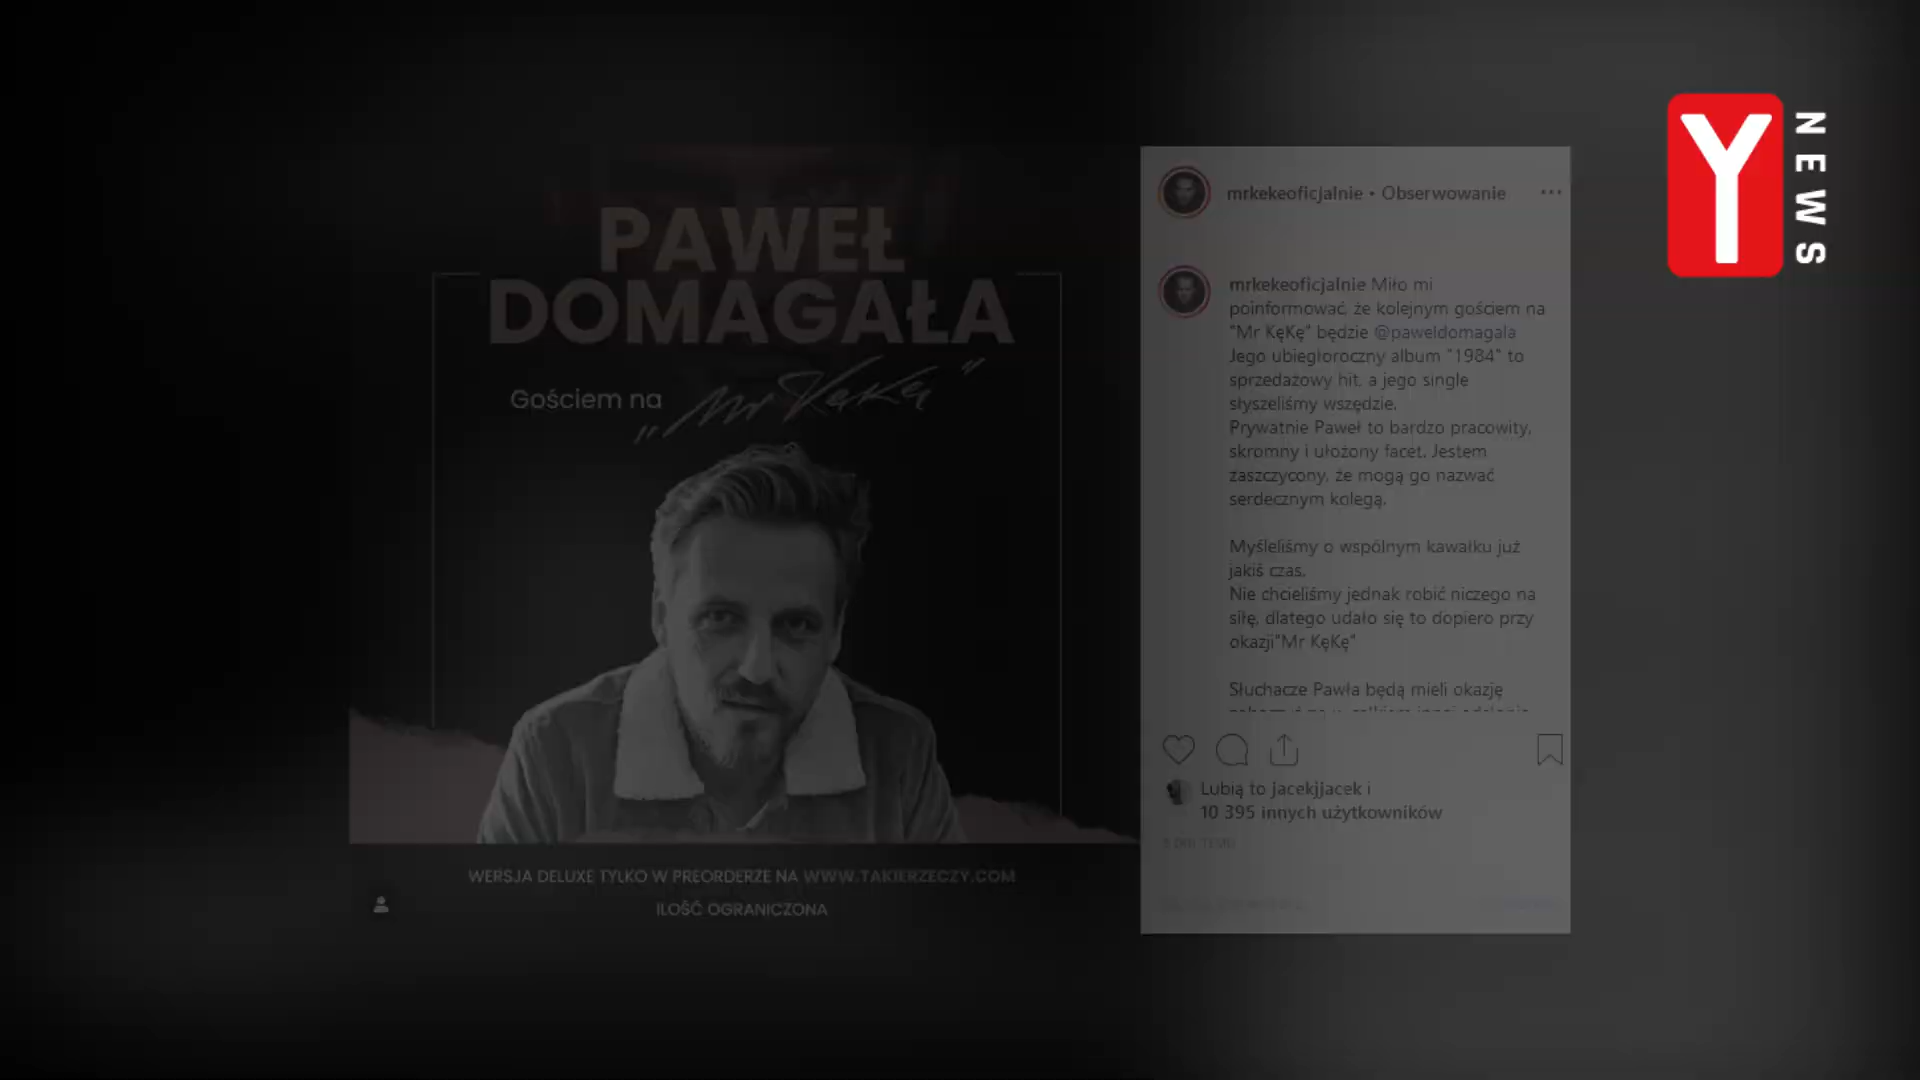 PAWEŁ
DOMAGAŁA
Gościem na
„Mr KęKę"
WERSJA DELUXE TYLKO W PREORDERZE NA WWW.TAKIERZECZY.COM
ILOŚĆ OGRANICZONA
mrkekeoficjalnie • Obserwowanie
mrkekeoficjalnie Miło mi
poinformować, że kolejnym gościem na
"Mr KęKę" będzie @paweldomagala
Jego ubiegłoroczny album "1984" to
sprzedażowy hit, a jego single
słyszeliśmy wszędzie.
Prywatnie Paweł to bardzo pracowity,
skromny i ułożony facet. Jestem
zaszczycony, że mogą go nazwać
serdecznym kolegą.
Myśleliśmy o wspólnym kawałku już
jakiś czas.
Nie chcieliśmy jednak robić niczego na
siłę, dlatego udało się to dopiero przy
okazji"Mr KęKę"
Słuchacze Pawła będą mieli okazję
Lubią to jacekjjacek i
10 395 innych użytkowników
Y NEWS